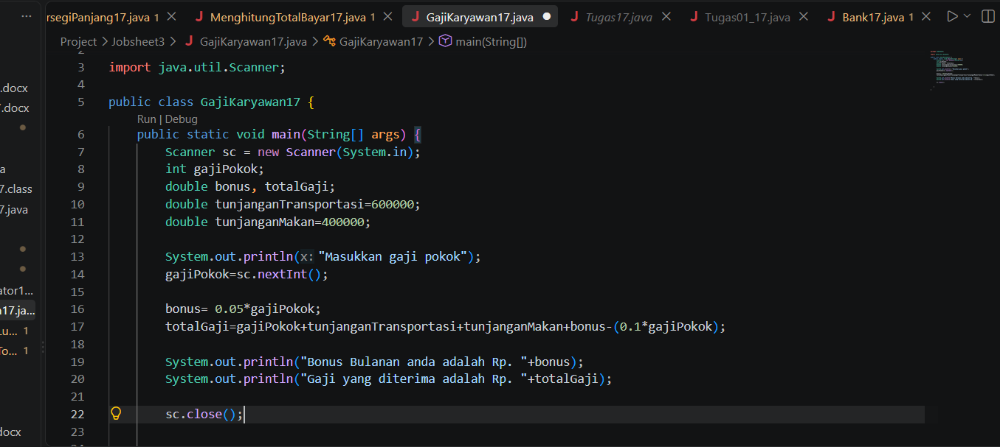 ... rsegiPanjang17.java 1 × J MenghitungTotalBayar17.java 1 × J GajiKaryawan17.java ● J Tugas17.java × J Tugas01_17.java × J Bank17.java 1 ×
Project > Jobsheet3 > J GajiKaryawan17.java > GajiKaryawan17 > main(String[])
3 import java.util.Scanner;
4
.docx
5 public class GajiKaryawan17 {
7.docx
Run | Debug
6 public static void main(String[] args) {
7 Scanner sc = new Scanner(System.in);
a
8 int gajiPokok;
7.class
9 double bonus, totalGaji;
7.java
10 double tunjanganTransportasi=600000;
11 double tunjanganMakan=400000;
12
13 System.out.println(x: "Masukkan gaji pokok");
14 gajiPokok=sc.nextInt();
ator1...
15
n17.ja...
16 bonus= 0.05*gajiPokok;
Lu... 1
17 totalGaji=gajiPokok+tunjanganTransportasi+tunjanganMakan+bonus-(0.1*gajiPokok);
To... 1
18
19 System.out.println("Bonus Bulanan anda adalah Rp. "+bonus);
20 System.out.println("Gaji yang diterima adalah Rp. "+totalGaji);
21
22 sc.close();
docx
23